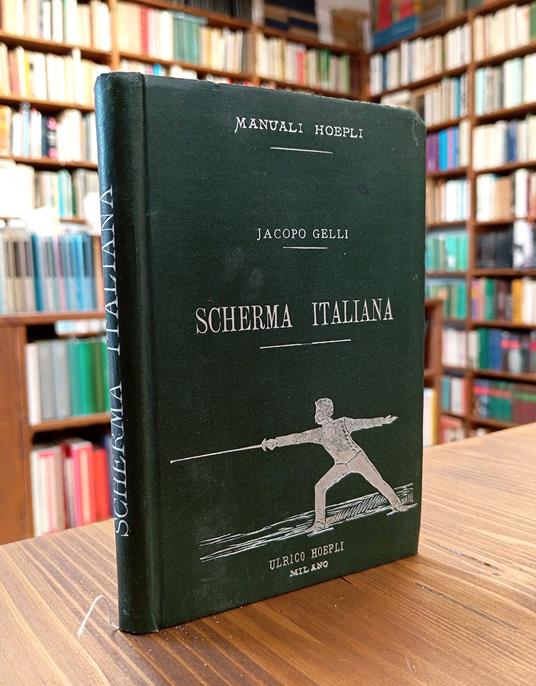 MANUALI HOEPLI
JACOPO GELLI
SCHERMA ITALIANA
ULRICO HOEPLI
MILANO
SCHERMA ITALIANA